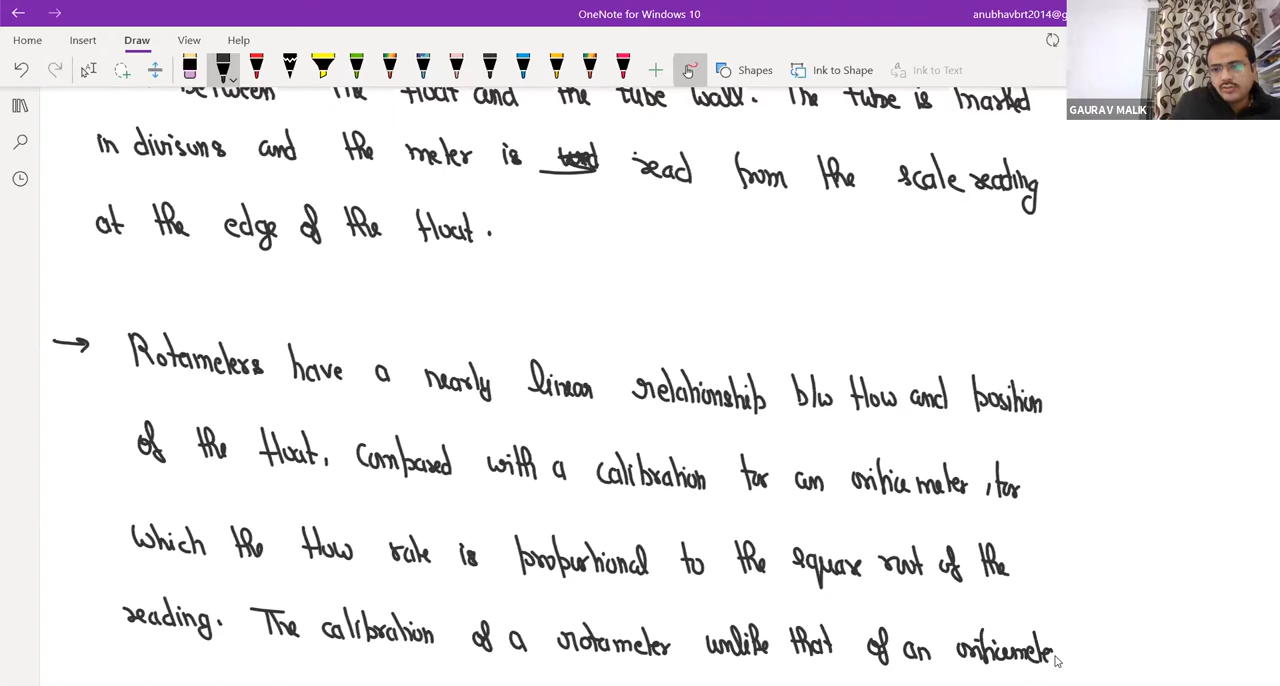 OneNote for Windows 10
anubhavbrt2014@g
Home Insert Draw View Help
Shapes Ink to Shape Ink to Text
GAURAV MALIK
between the float and the tube wall. The tube is marked
in divisons and the meter is read from the scale reading
at the edge of the float.
→ Rotameters have a nearly linear relationship b/w flow and position
of the float, compared with a calibration for an orifice meter, for
which the flow rate is proportional to the square root of the
reading. The calibration of a rotameter unlike that of an orificemeter